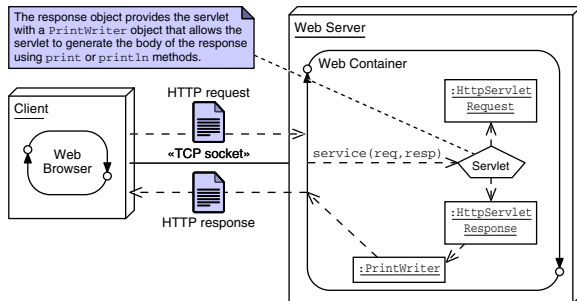 The response object provides the servlet
with a PrintWriter object that allows the
servlet to generate the body of the response
using print or println methods.
Web Server
Web Container
Client
Web
Browser
HTTP request
«TCP socket»
HTTP response
service(req,resp)
:HttpServlet
Request
Servlet
:HttpServlet
Response
:PrintWriter